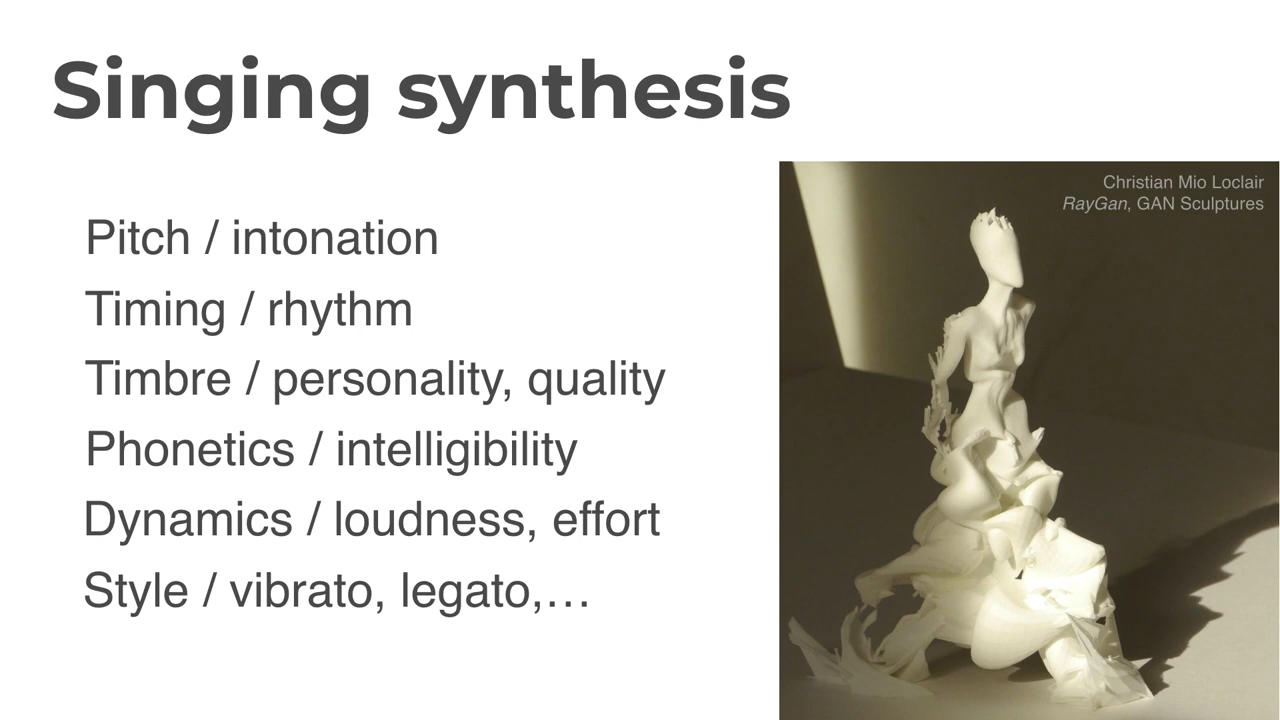 Singing synthesis
Christian Mio Loclair
RayGan, GAN Sculptures
Pitch / intonation
Timing / rhythm
Timbre / personality, quality
Phonetics / intelligibility
Dynamics / loudness, effort
Style / vibrato, legato,…